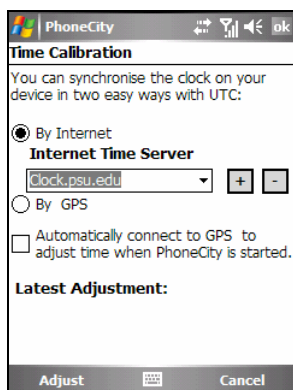 PhoneCity ok
Time Calibration
You can synchronise the clock on your
device in two easy ways with UTC:
By Internet
Internet Time Server
Clock.psu.edu + -
By GPS
Automatically connect to GPS to
adjust time when PhoneCity is started.
Latest Adjustment:
Adjust Cancel